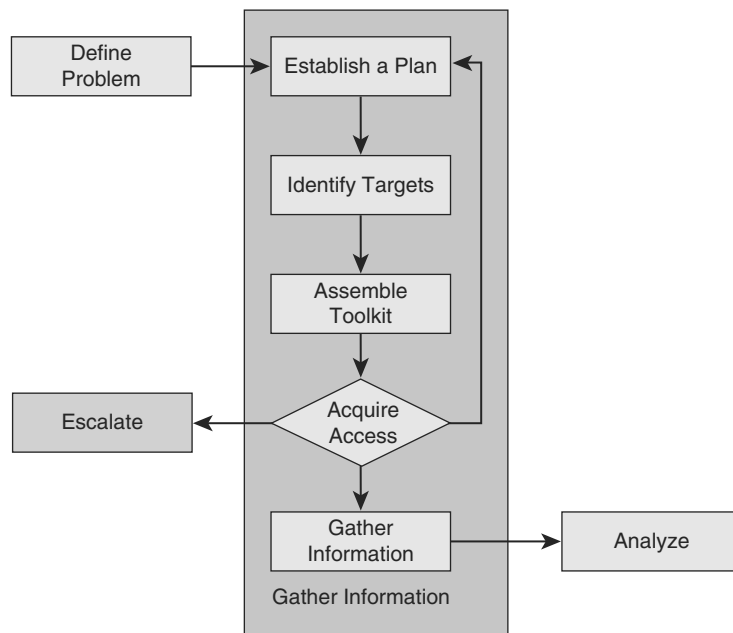 Define
Problem
Establish a Plan
Identify Targets
Assemble
Toolkit
Escalate
Acquire
Access
Gather
Information
Analyze
Gather Information